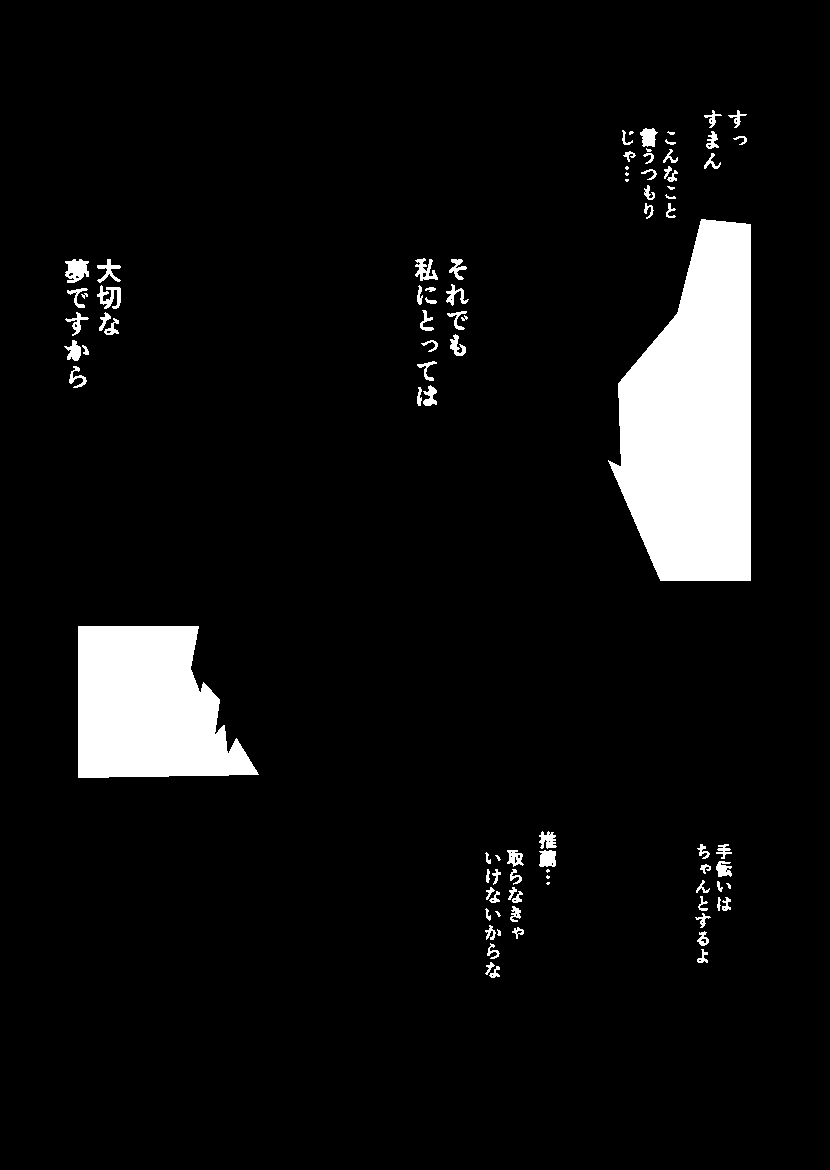 すっ
すまん
こんなこと
言うつもり
じゃ…
それでも
私にとっては
大切な
夢ですから
手伝いは
ちゃんとするよ
推薦…
取らなきゃ
いけないからな